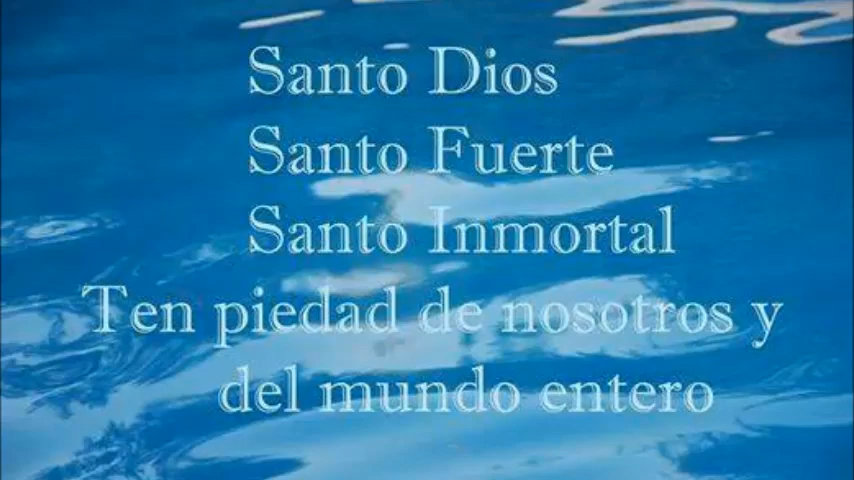 Santo Dios
Santo Fuerte
Santo Inmortal
Ten piedad de nosotros y
del mundo entero